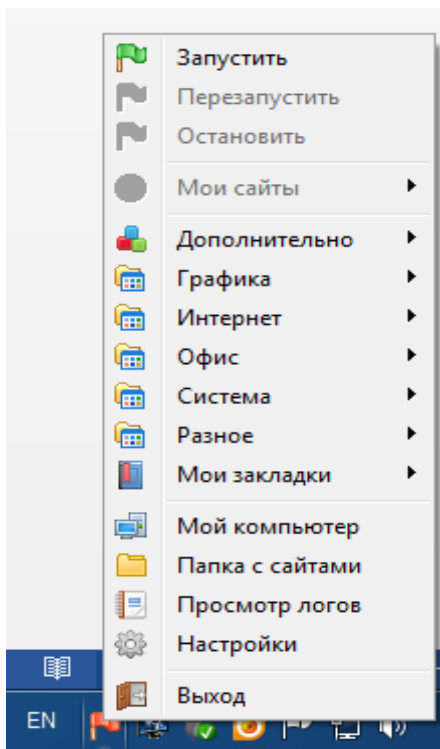 Запустить
Перезапустить
Остановить
Мои сайты
Дополнительно
Графика
Интернет
Офис
Система
Разное
Мои закладки
Мой компьютер
Папка с сайтами
Просмотр логов
Настройки
Выход
EN